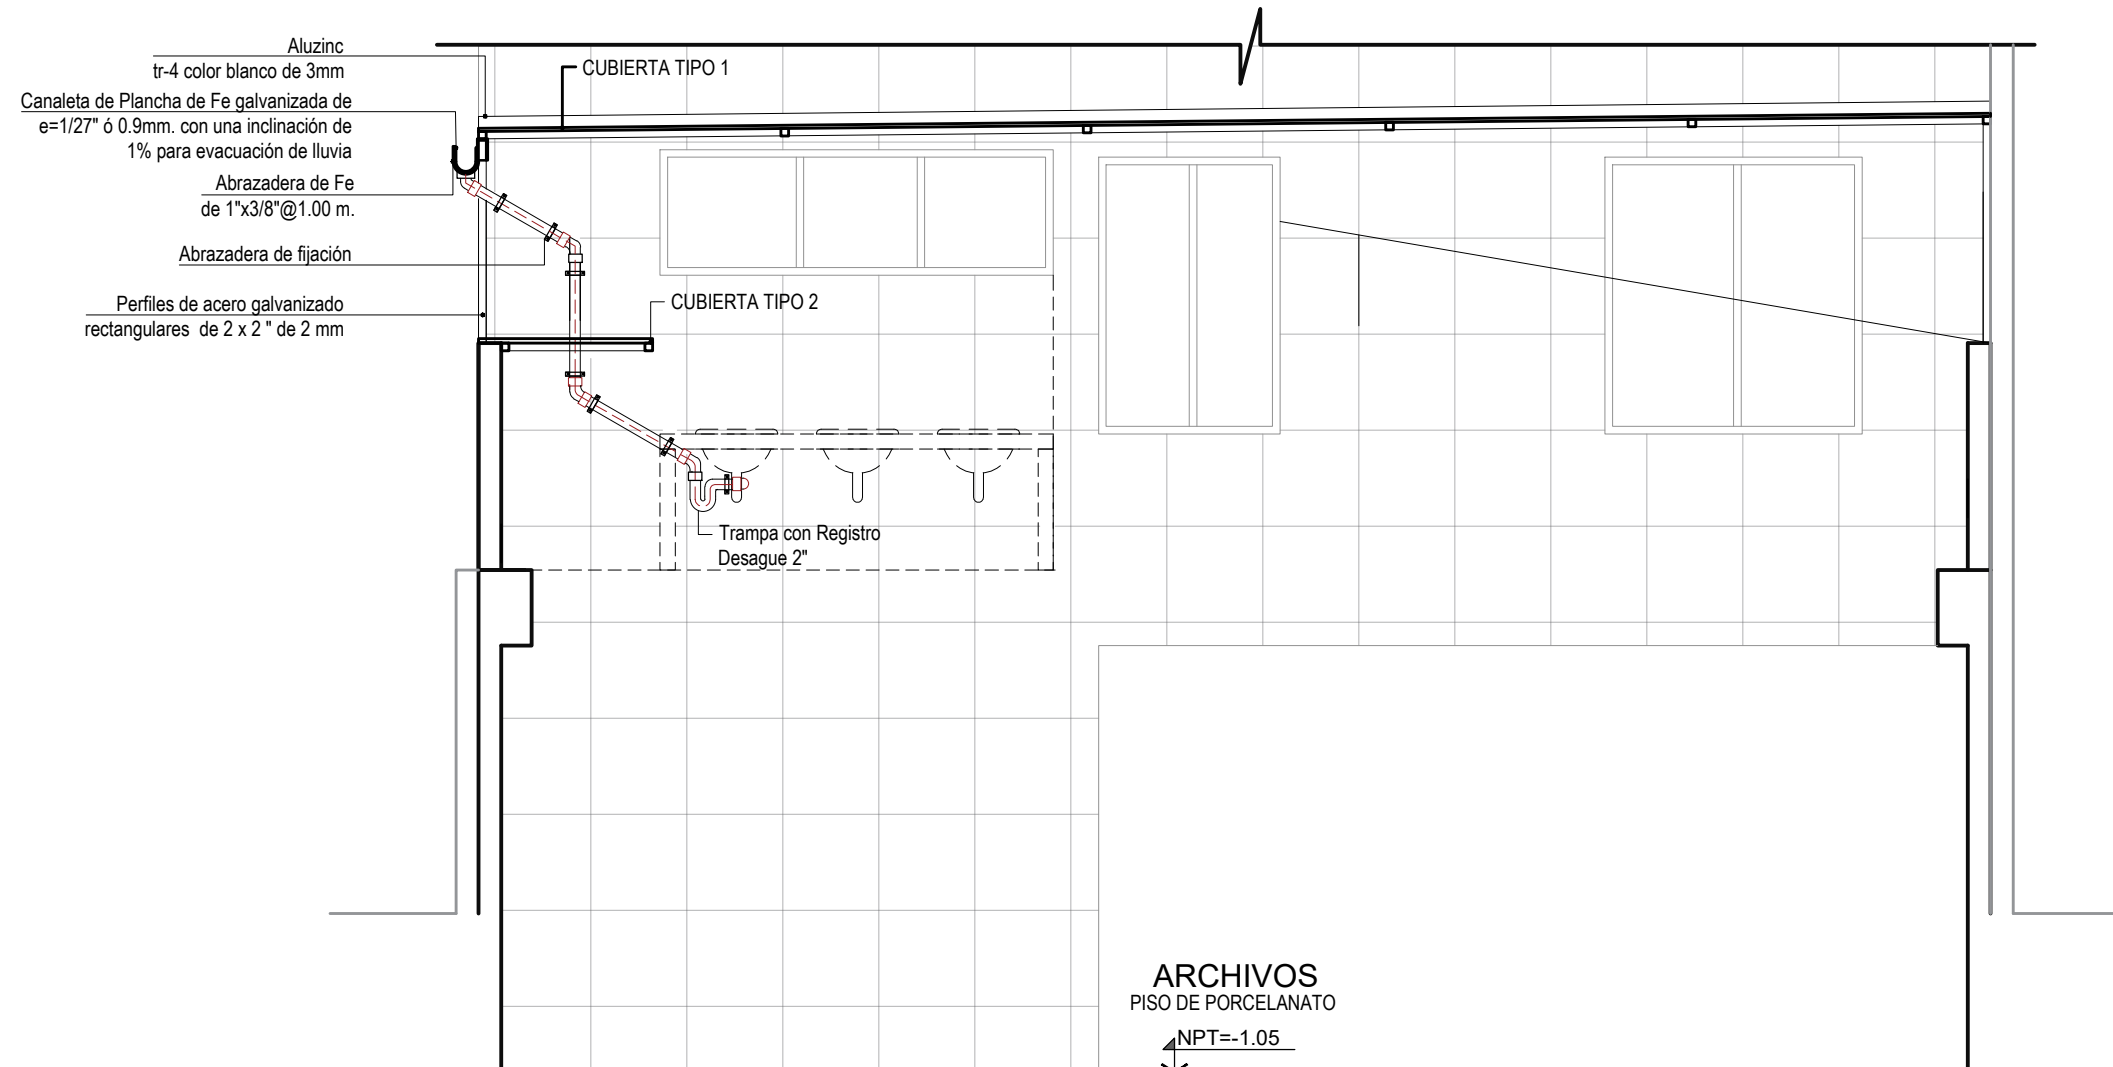 Aluzinc
tr-4 color blanco de 3mm
Canaleta de Plancha de Fe galvanizada de
e=1/27" ó 0.9mm. con una inclinación de
1% para evacuación de lluvia
Abrazadera de Fe
de 1"x3/8"@1.00 m.
Abrazadera de fijación
Perfiles de acero galvanizado
rectangulares de 2 x 2 " de 2 mm
CUBIERTA TIPO 1
CUBIERTA TIPO 2
Trampa con Registro
Desague 2"
ARCHIVOS
PISO DE PORCELANATO
NPT=-1.05